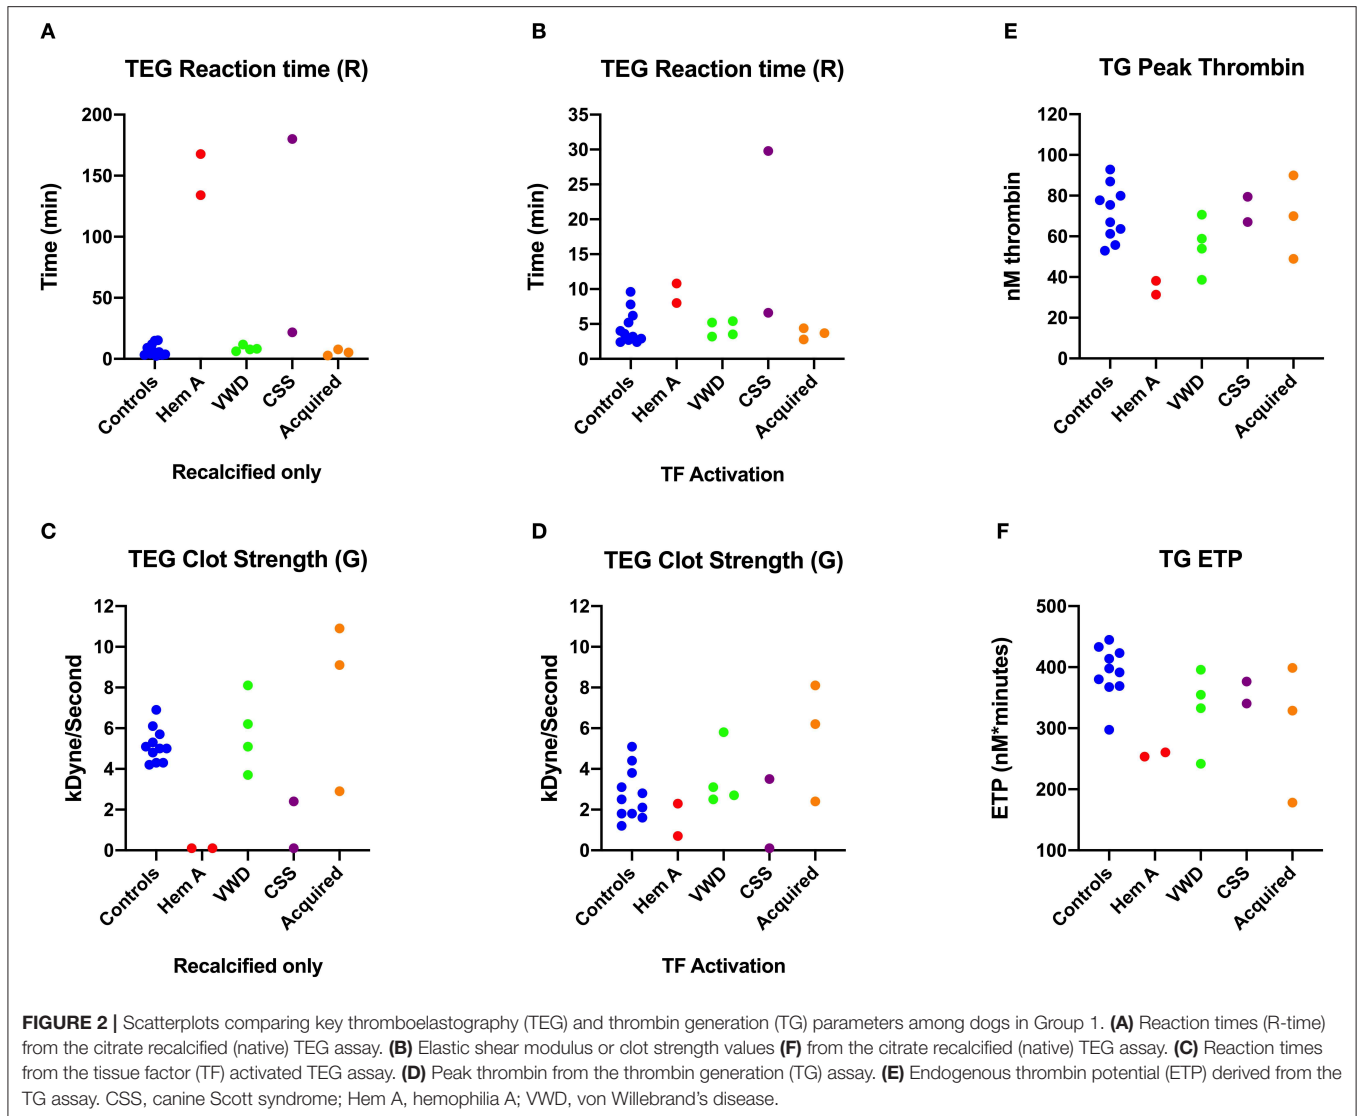 A
TEG Reaction time (R)
200
150
100
50
0
Time (min)
Controls
Hem A
VWD
CSS
Acquired
Recalcified only
B
TEG Reaction time (R)
35
30
25
20
15
10
5
0
Time (min)
Controls
Hem A
VWD
CSS
Acquired
TF Activation
E
TG Peak Thrombin
120
100
80
60
40
20
0
nM thrombin
Controls
Hem A
VWD
CSS
Acquired
C
TEG Clot Strength (G)
12
10
8
6
4
2
0
kDyne/Second
Controls
Hem A
VWD
CSS
Acquired
Recalcified only
D
TEG Clot Strength (G)
12
10
8
6
4
2
0
kDyne/Second
Controls
Hem A
VWD
CSS
Acquired
TF Activation
F
TG ETP
500
400
300
200
100
ETP (nM*minutes)
Controls
Hem A
VWD
CSS
Acquired
FIGURE 2 | Scatterplots comparing key thromboelastography (TEG) and thrombin generation (TG) parameters among dogs in Group 1. (A) Reaction times (R-time)
from the citrate recalcified (native) TEG assay. (B) Elastic shear modulus or clot strength values (F) from the citrate recalcified (native) TEG assay. (C) Reaction times
from the tissue factor (TF) activated TEG assay. (D) Peak thrombin from the thrombin generation (TG) assay. (E) Endogenous thrombin potential (ETP) derived from the
TG assay. CSS, canine Scott syndrome; Hem A, hemophilia A; VWD, von Willebrand's disease.